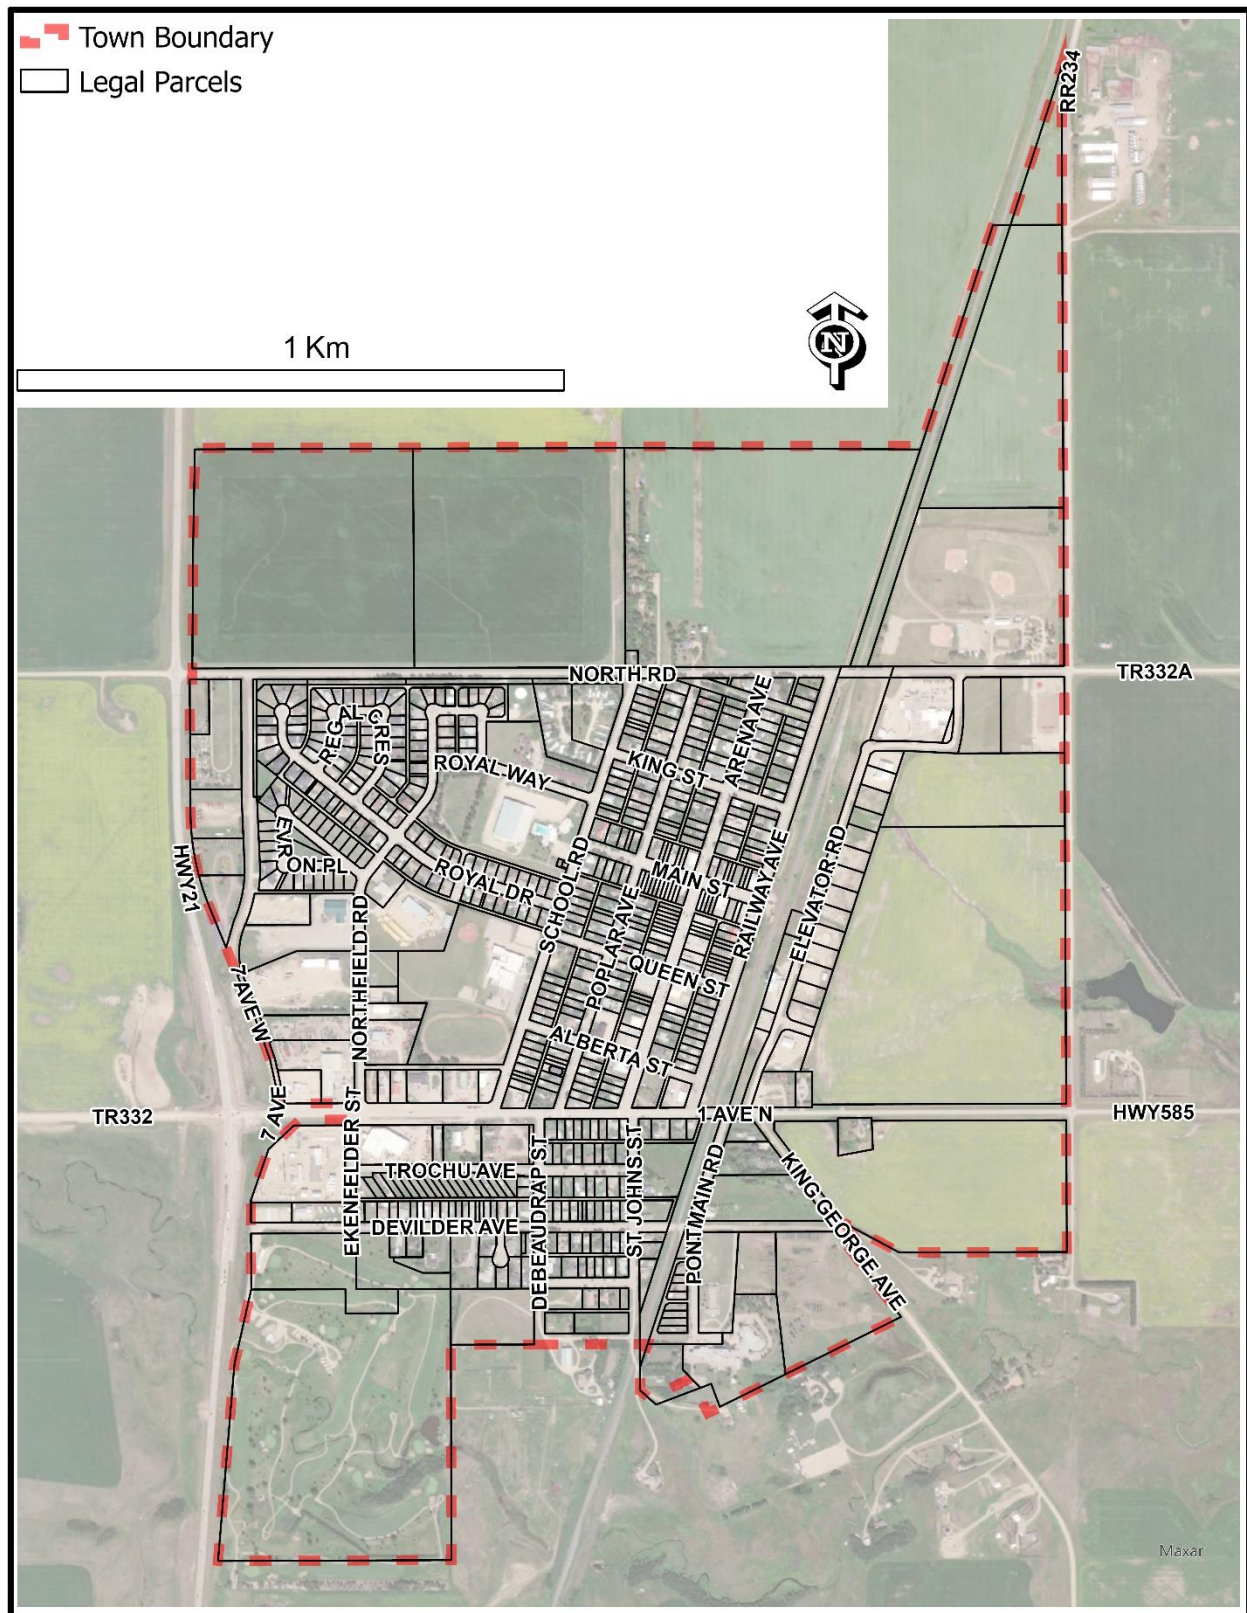 Town Boundary
Legal Parcels
RR234
1 Km
N
NORTH RD
TR332A
REGAL CRES
ARENA AVE
KING ST
ROYAL WAY
EVRON PL
HWY21
ROYAL DR
SCHOOL RD
MAIN ST
RAILWAY AVE
ELEVATOR RD
POPLAR AVE
NORTHFIELD RD
QUEEN ST
7 AVE W
ALBERTA ST
TR332
7 AVE
1 AVE N
HWY585
EKENFELDER ST
TROCHU AVE
DEBEAUDRAP ST
ST. JOHNS ST
PONTMAIN RD
KING GEORGE AVE
DEVILDER AVE
Maxar